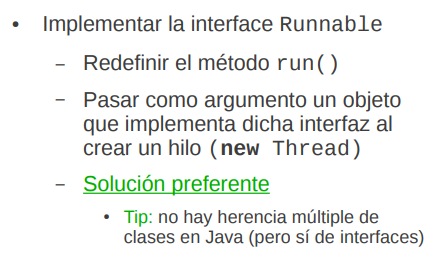 • Implementar la interface Runnable
– Redefinir el método run()
– Pasar como argumento un objeto
que implementa dicha interfaz al
crear un hilo (new Thread)
– Solución preferente
• Tip: no hay herencia múltiple de
clases en Java (pero sí de interfaces)